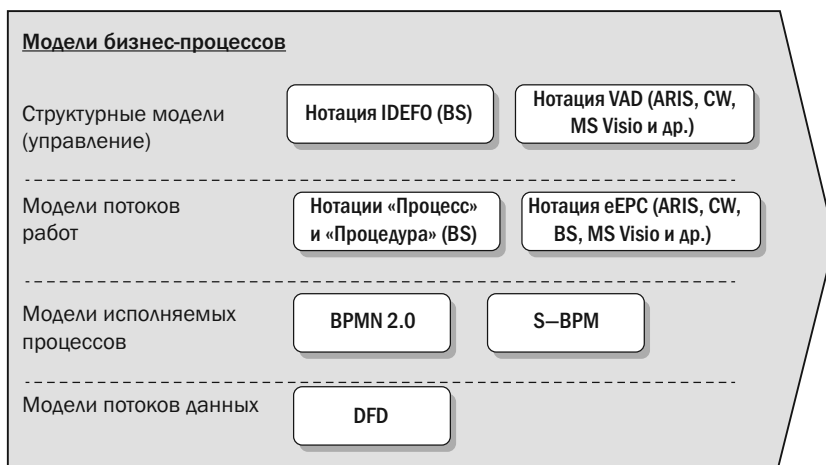 Модели бизнес-процессов
Структурные модели
(управление)
Нотация IDEF0 (BS)
Нотация VAD (ARIS, CW,
MS Visio и др.)
Модели потоков
работ
Нотации «Процесс»
и «Процедура» (BS)
Нотация eEPC (ARIS, CW,
BS, MS Visio и др.)
Модели исполняемых
процессов
BPMN 2.0
S—BPM
Модели потоков данных
DFD